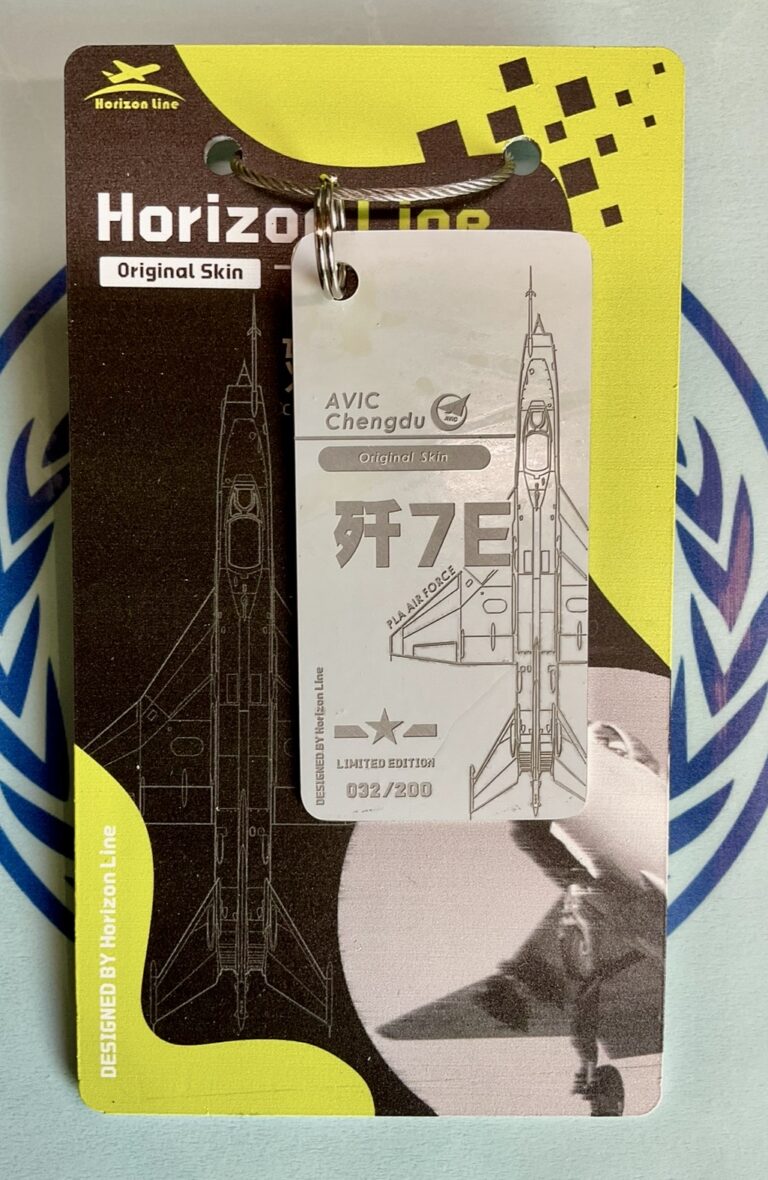 Horizon Line
Horizon Line
Original Skin
AVIC
Chengdu
AVIC
Original Skin
歼7E
PLA AIR FORCE
DESIGNED BY Horizon Line
LIMITED EDITION
032/200
DESIGNED BY Horizon Line